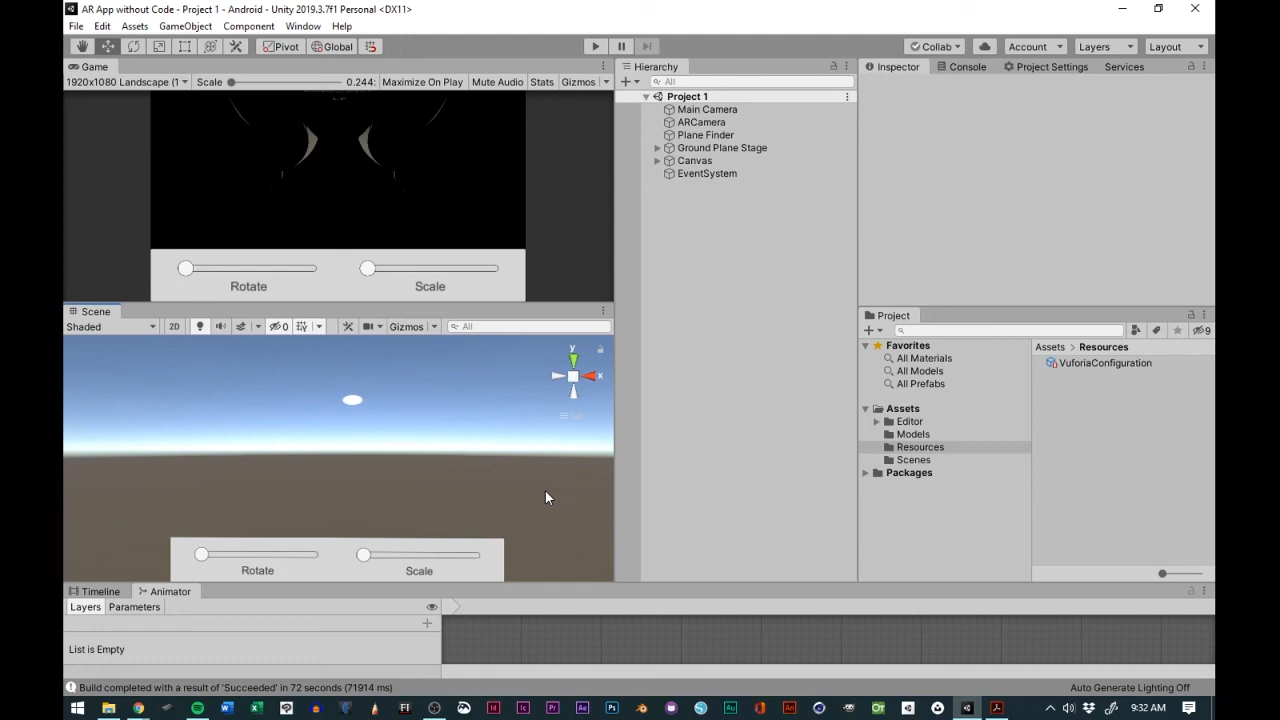 AR App without Code - Project 1 - Android - Unity 2019.3.7f1 Personal <DX11>
File Edit Assets GameObject Component Window Help
Pivot Global Collab Account Layers Layout
Game
1920x1080 Landscape (1 Scale 0.244: Maximize On Play Mute Audio Stats Gizmos
Rotate Scale
Scene
Shaded 2D 0 Gizmos All
y
x
Rotate Scale
Hierarchy
All
Project 1
Main Camera
ARCamera
Plane Finder
Ground Plane Stage
Canvas
EventSystem
Inspector Console Project Settings Services
Project
9
Favorites
All Materials
All Models
All Prefabs
Assets
Editor
Models
Resources
Scenes
Packages
Assets > Resources
VuforiaConfiguration
Timeline Animator
Layers Parameters
List is Empty
Build completed with a result of 'Succeeded' in 72 seconds (71914 ms)
Auto Generate Lighting Off
9:32 AM